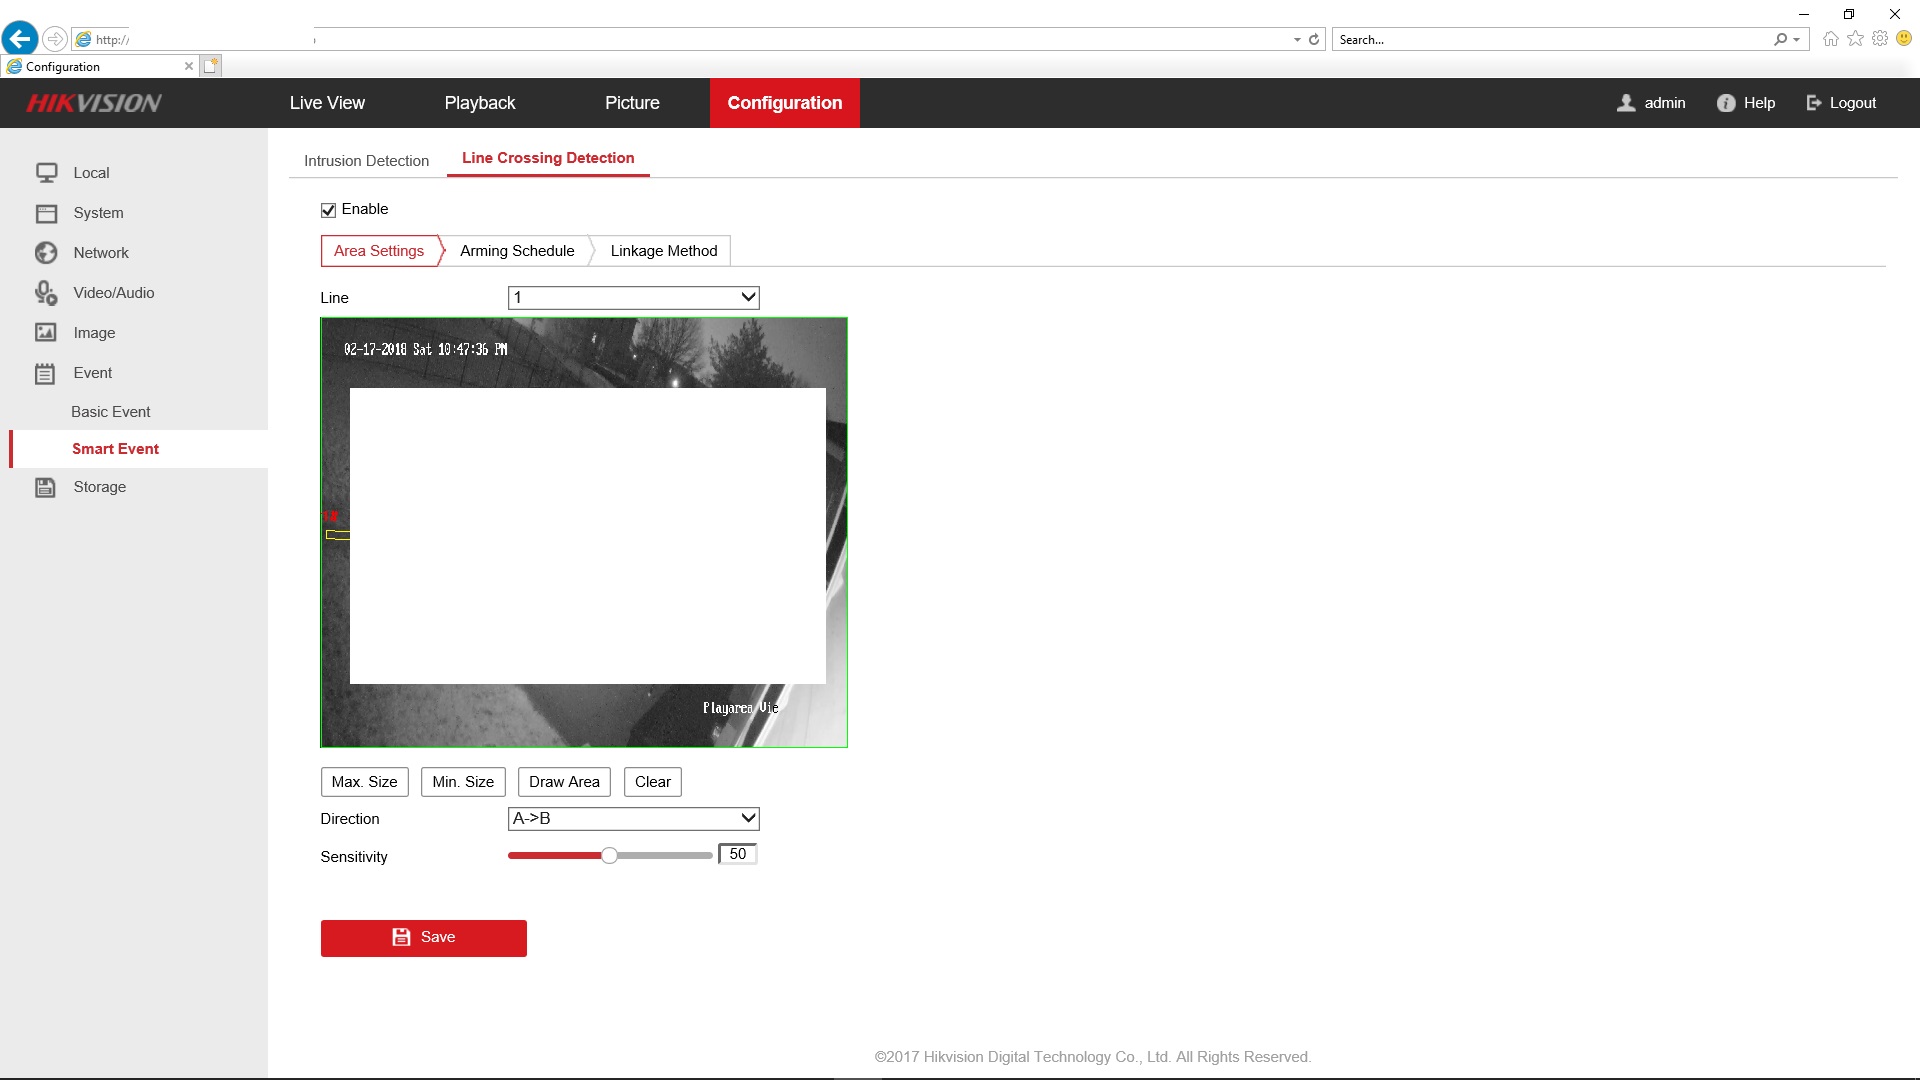 http://
Search...
Configuration
HIKVISION
Live View
Playback
Picture
Configuration
admin
Help
Logout
Local
System
Network
Video/Audio
Image
Event
Basic Event
Smart Event
Storage
Intrusion Detection
Line Crossing Detection
Enable
Area Settings
Arming Schedule
Linkage Method
Line
1
02-17-2018 Sat 10:47:36 PM
Playarea Vie
Max. Size
Min. Size
Draw Area
Clear
Direction
A->B
Sensitivity
50
Save
©2017 Hikvision Digital Technology Co., Ltd. All Rights Reserved.